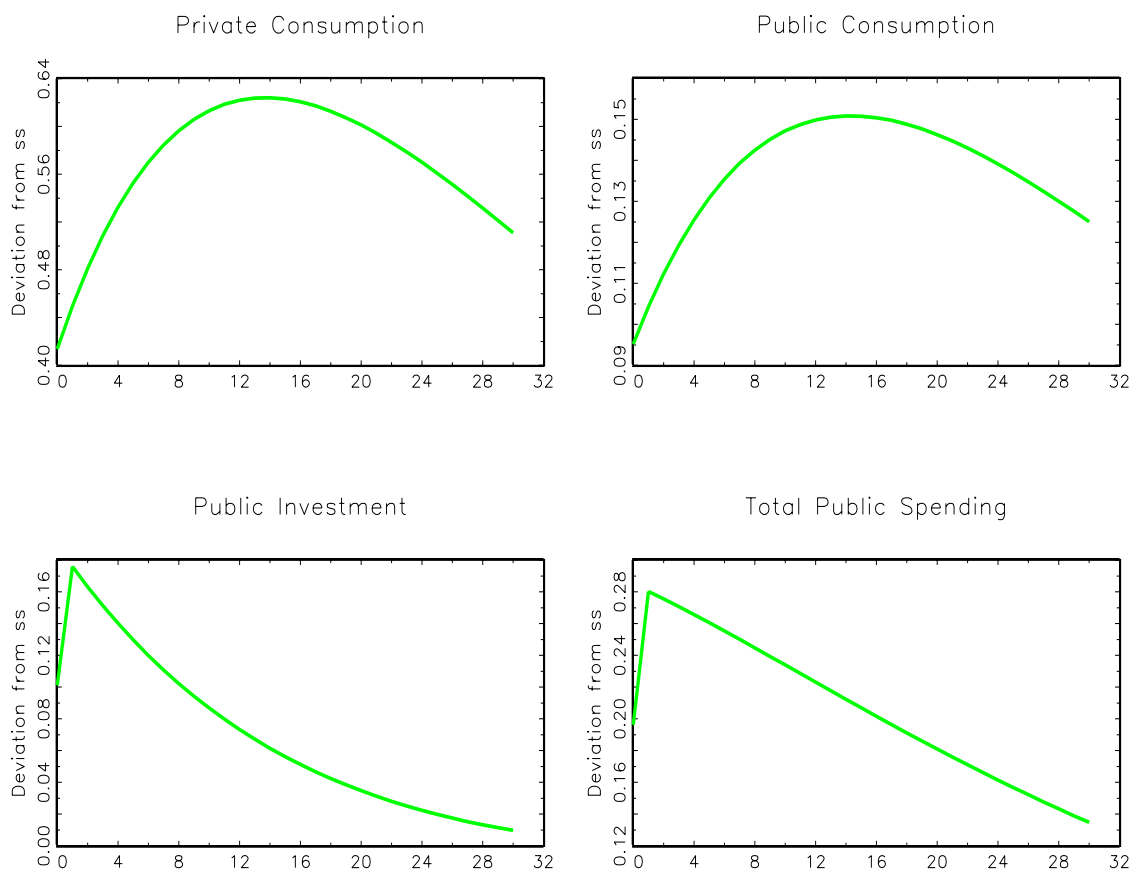 Private Consumption
Deviation from ss
0.64
0.56
0.48
0.40
0 4 8 12 16 20 24 28 32
Public Consumption
Deviation from ss
0.15
0.13
0.11
0.09
0 4 8 12 16 20 24 28 32
Public Investment
Deviation from ss
0.16
0.12
0.08
0.04
0.00
0 4 8 12 16 20 24 28 32
Total Public Spending
Deviation from ss
0.28
0.24
0.20
0.16
0.12
0 4 8 12 16 20 24 28 32